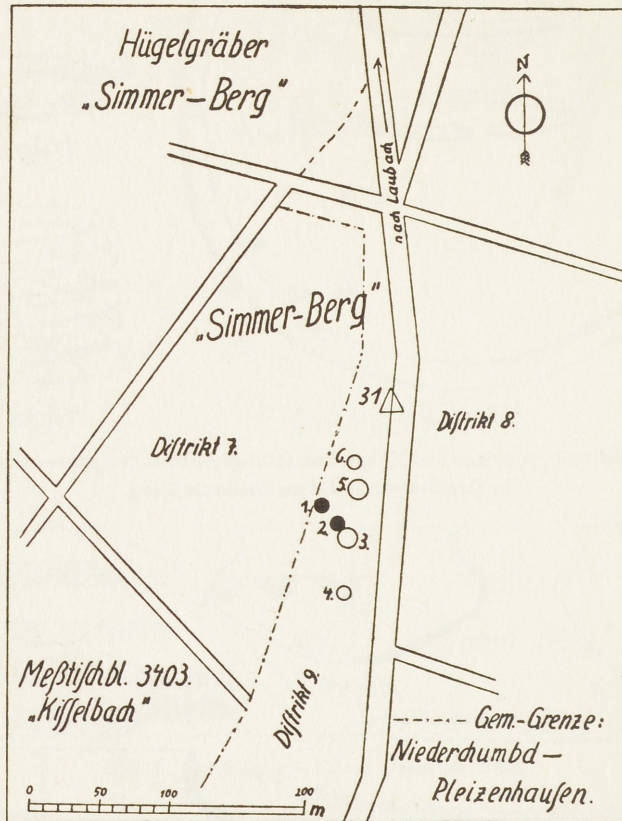 Hügelgräber
„Simmer-Berg“
N
nach Laubach
„Simmer-Berg“
31
Distrikt 7.
Distrikt 8.
6.
5.
1.
2.
3.
4.
Meßtischbl. 3403.
„Kisselbach“
Distrikt 9.
Gem.-Grenze:
Niederchumbd —
Pleizenhausen.
0 50 100 200
m